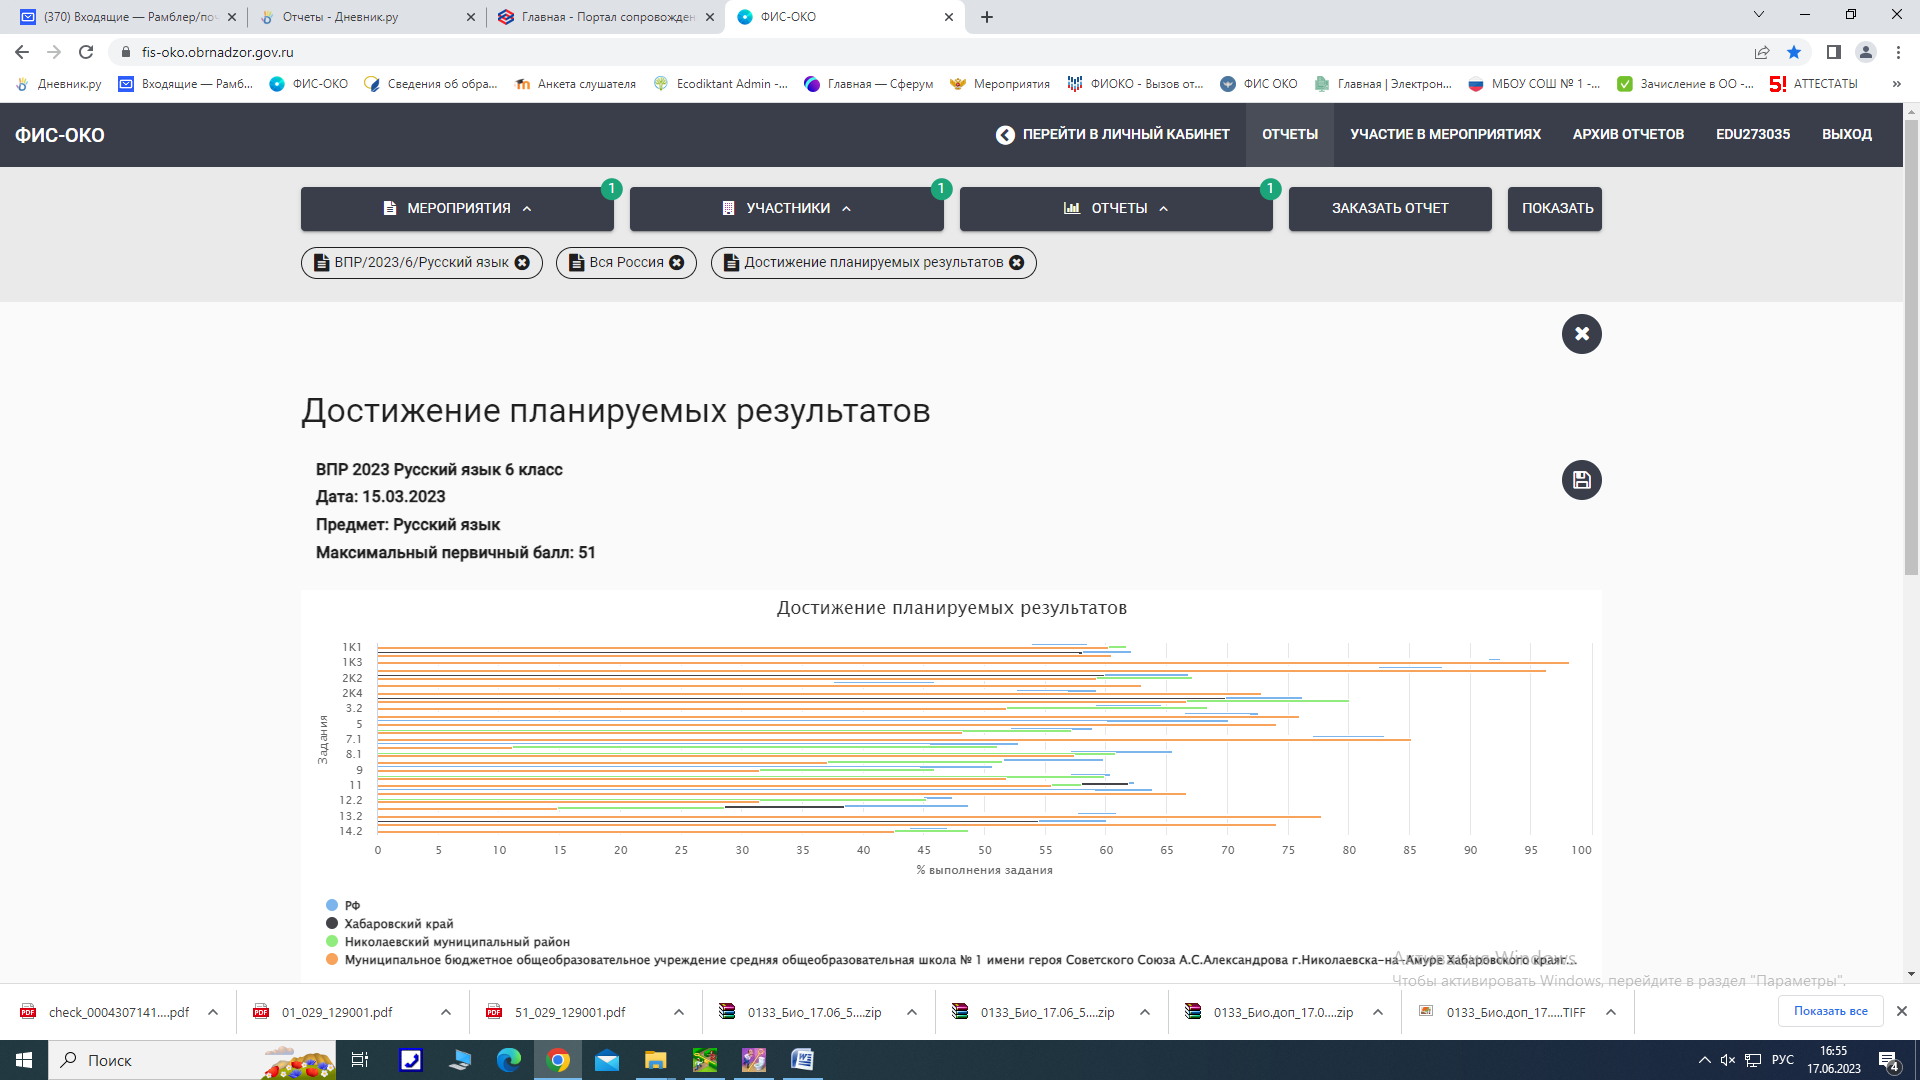 (370) Входящие — Рамблер/по
Отчеты - Дневник.ру
Главная - Портал сопровожден
ФИС-ОКО
fis-oko.obrnadzor.gov.ru
Дневник.ру
Входящие — Рамб...
ФИС-ОКО
Сведения об обра...
Анкета слушателя
Ecodiktant Admin -...
Главная — Сферум
Мероприятия
ФИОКО - Вызов от...
ФИС ОКО
Главная | Электрон...
МБОУ СОШ № 1 -...
Зачисление в ОО -...
5! АТТЕСТАТЫ
»
ФИС-ОКО
ПЕРЕЙТИ В ЛИЧНЫЙ КАБИНЕТ
ОТЧЕТЫ
УЧАСТИЕ В МЕРОПРИЯТИЯХ
АРХИВ ОТЧЕТОВ
EDU273035
ВЫХОД
МЕРОПРИЯТИЯ 1
УЧАСТНИКИ 1
ОТЧЕТЫ 1
ЗАКАЗАТЬ ОТЧЕТ
ПОКАЗАТЬ
ВПР/2023/6/Русский язык
Вся Россия
Достижение планируемых результатов
Достижение планируемых результатов
ВПР 2023 Русский язык 6 класс
Дата: 15.03.2023
Предмет: Русский язык
Максимальный первичный балл: 51
Достижение планируемых результатов
Задания
1К1
1К3
2К2
2К4
3.2
5
7.1
8.1
9
11
12.2
13.2
14.2
0 5 10 15 20 25 30 35 40 45 50 55 60 65 70 75 80 85 90 95 100
% выполнения задания
РФ
Хабаровский край
Николаевский муниципальный район
Муниципальное бюджетное общеобразовательное учреждение средняя общеобразовательная школа № 1 имени героя Советского Союза А.С.Александрова г.Николаевска-на-Амуре Хабаровского края...
Активация Windows
Чтобы активировать Windows, перейдите в раздел "Параметры".
check_0004307141....pdf
01_029_129001.pdf
51_029_129001.pdf
0133_Био_17.06_5....zip
0133_Био_17.06_5....zip
0133_Био.доп_17.0....zip
0133_Био.доп_17.....TIFF
Показать все
Поиск
РУС
16:55
17.06.2023
4